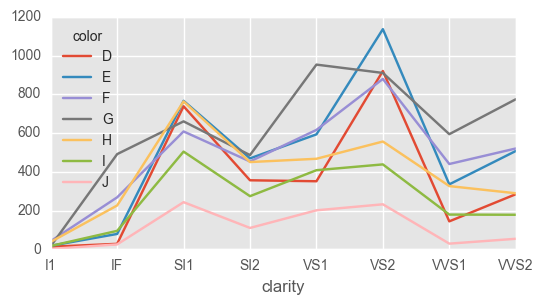 1200
1000
800
600
400
200
0
color
D
E
F
G
H
I
J
I1 IF SI1 SI2 VS1 VS2 VVS1 VVS2
clarity